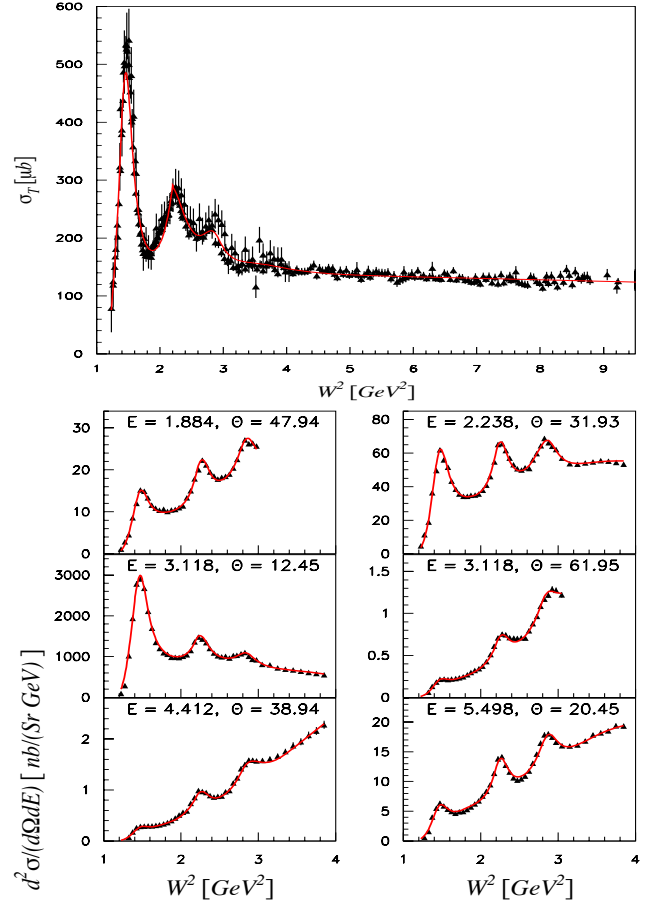 600
500
400
300
200
100
0
σ_T [μb]
1 2 3 4 5 6 7 8 9
W² [GeV²]
E = 1.884, Θ = 47.94
30
20
10
0
E = 2.238, Θ = 31.93
80
60
40
20
0
E = 3.118, Θ = 12.45
3000
2000
1000
0
E = 3.118, Θ = 61.95
1.5
1
0.5
0
E = 4.412, Θ = 38.94
4
2
0
E = 5.498, Θ = 20.45
20
15
10
5
0
d²σ/(dΩdE) [ nb/(Sr GeV) ]
1 2 3 4
1 2 3 4
W² [GeV²]
W² [GeV²]